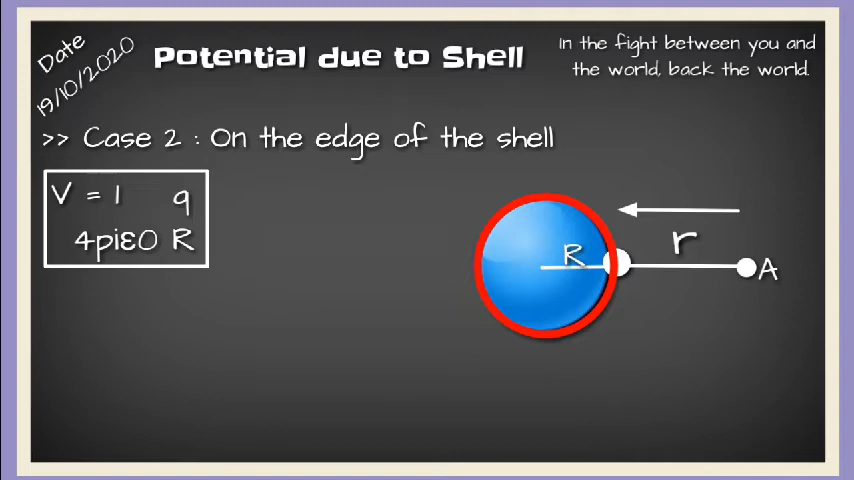 Date
19/10/2020
Potential due to Shell
In the fight between you and
the world, back the world.
>> Case 2 : On the edge of the shell
V = 1 q
4piε0 R
R
r
A